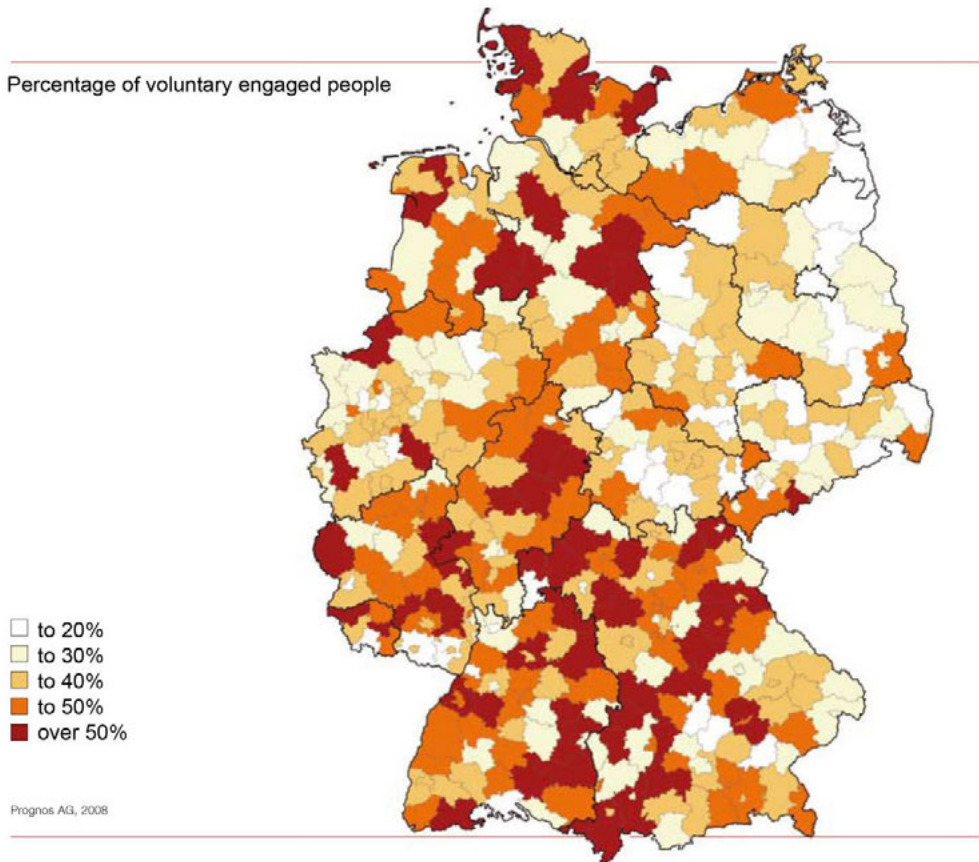 Percentage of voluntary engaged people
to 20%
to 30%
to 40%
to 50%
over 50%
Prognos AG, 2008